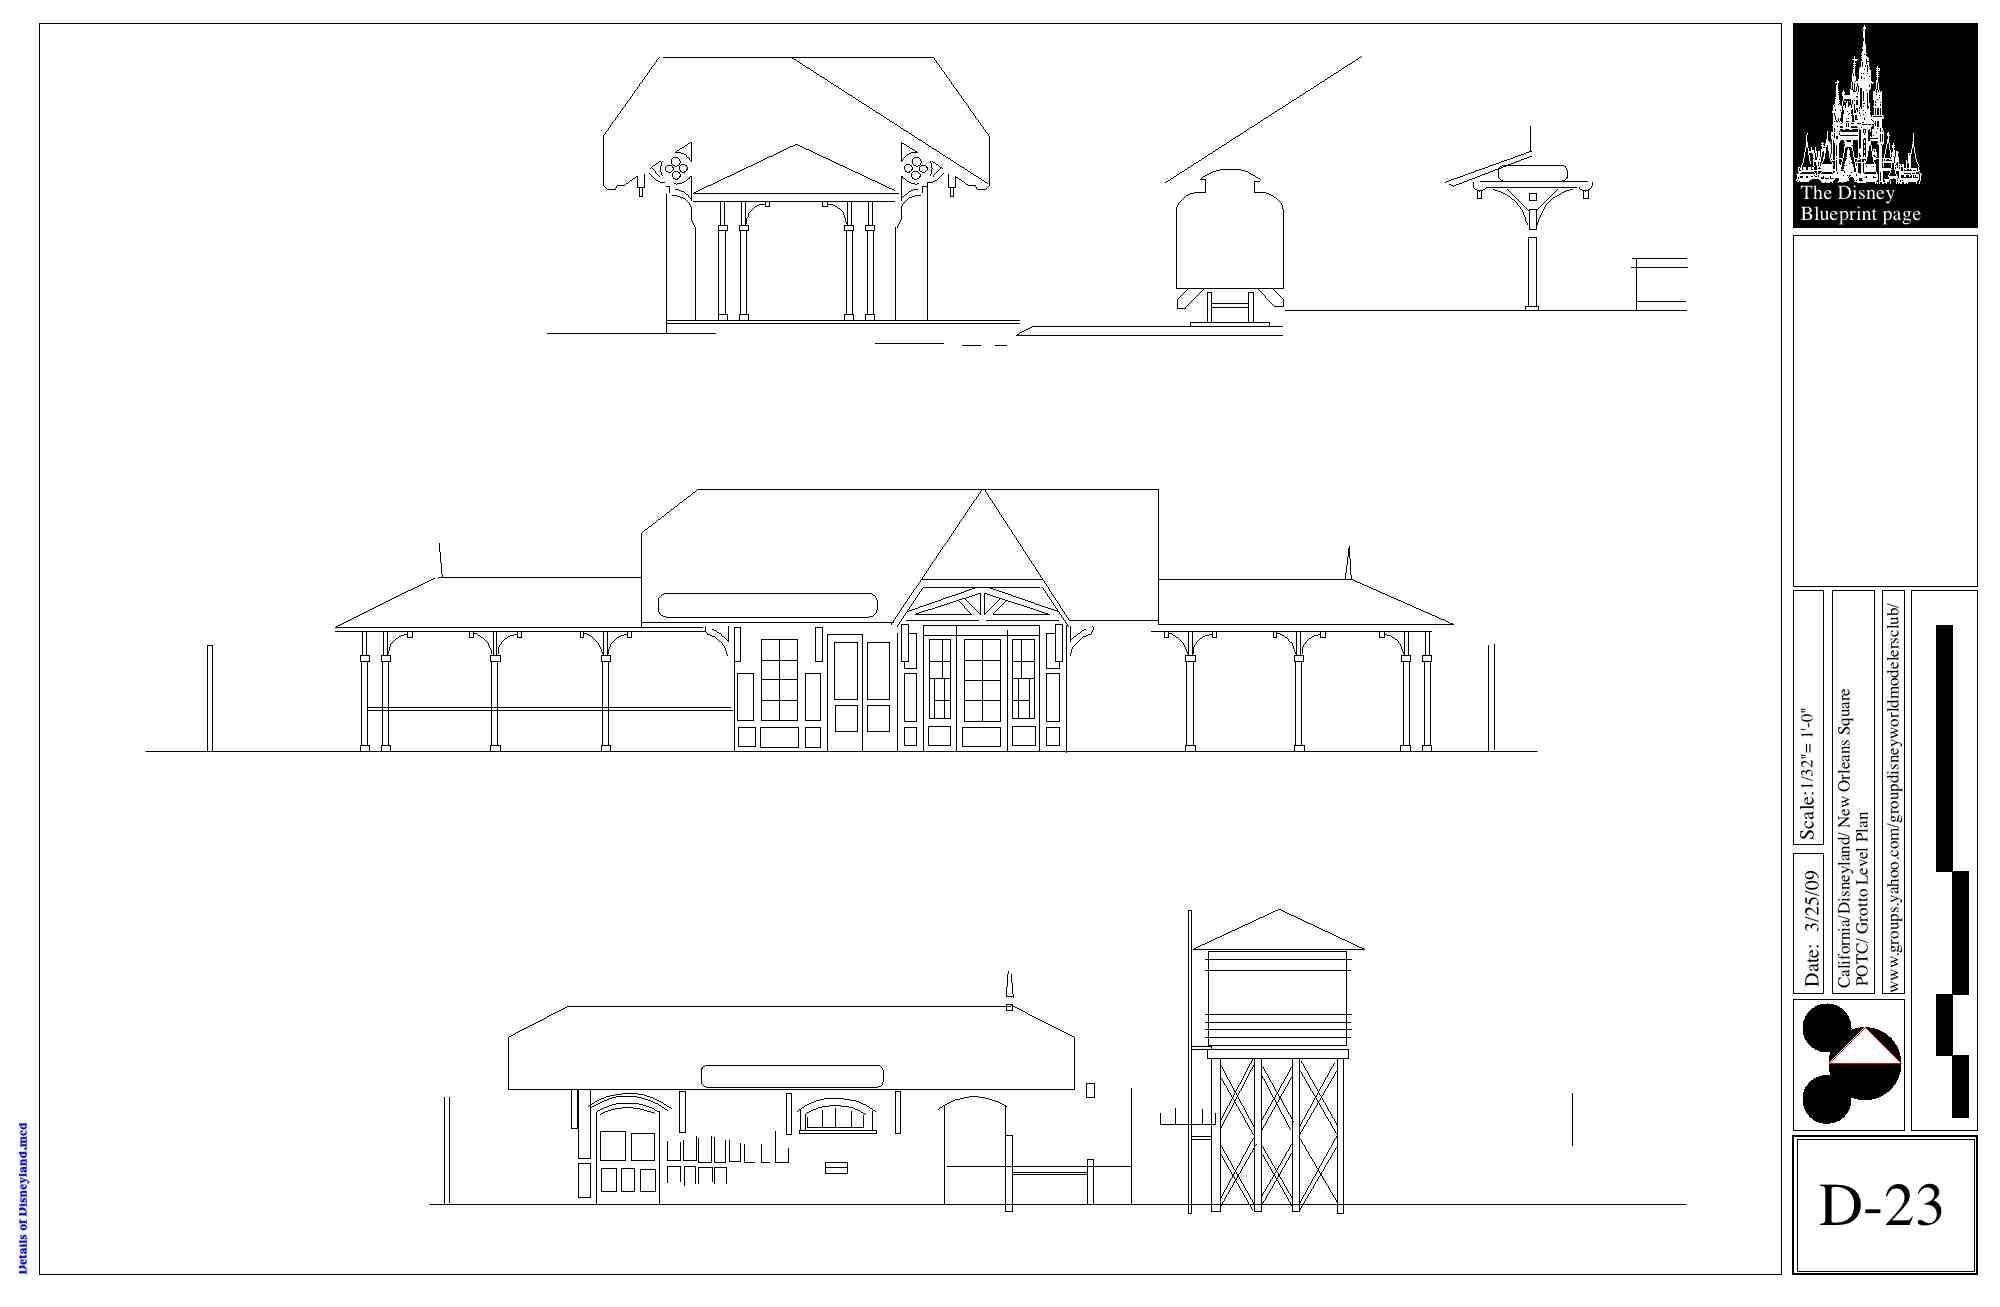 The Disney
Blueprint page
Scale:1/32"= 1'-0"
Date: 3/25/09
California/Disneyland/ New Orleans Square
POTC/ Grotto Level Plan
www.groups.yahoo.com/groupdisneyworldmodelersclub/
D-23
Details of Disneyland.mcd